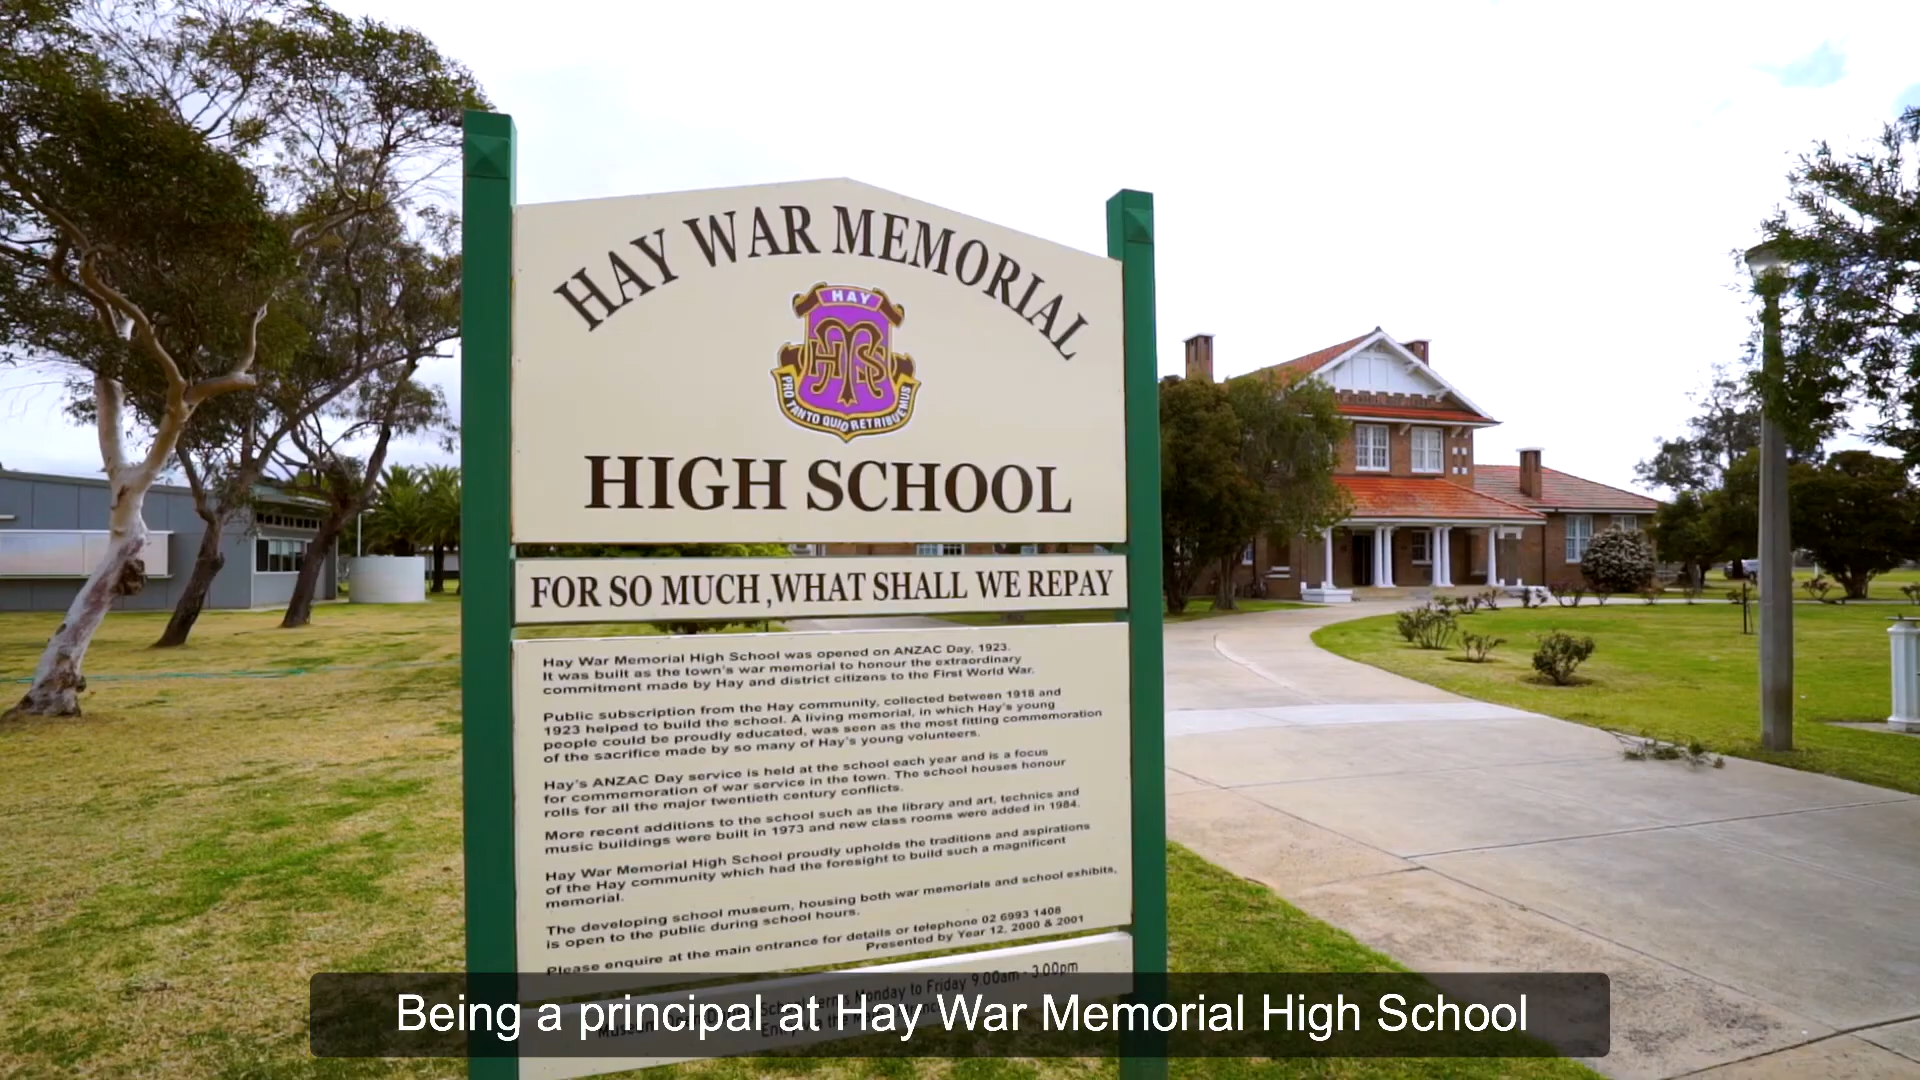 HAY WAR MEMORIAL
HAY
HMS
PRO TANTO QUID RETRIBUEMUS
HIGH SCHOOL
FOR SO MUCH, WHAT SHALL WE REPAY
Hay War Memorial High School was opened on ANZAC Day, 1923.
It was built as the town's war memorial to honour the extraordinary
commitment made by Hay and district citizens to the First World War.
Public subscription from the Hay community, collected between 1918 and
1923 helped to build the school. A living memorial, in which Hay's young
people could be proudly educated, was seen as the most fitting commemoration
of the sacrifice made by so many of Hay's young volunteers.
Hay's ANZAC Day service is held at the school each year and is a focus
for commemoration of war service in the town. The school houses honour
rolls for all the major twentieth century conflicts.
More recent additions to the school such as the library and art, technics and
music buildings were built in 1973 and new class rooms were added in 1984.
Hay War Memorial High School proudly upholds the traditions and aspirations
of the Hay community which had the foresight to build such a magnificent
memorial.
The developing school museum, housing both war memorials and school exhibits,
is open to the public during school hours.
Please enquire at the main entrance for details or telephone 02 6993 1408
Presented by Year 12, 2000 & 2001
Monday to Friday 9.00am - 3.00pm
Being a principal at Hay War Memorial High School